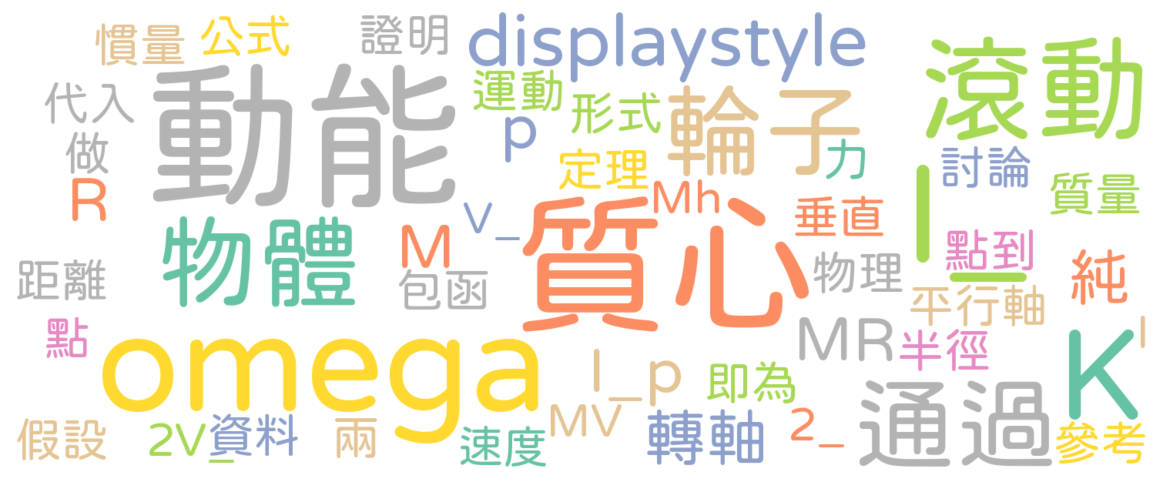 慣量
公式
證明
displaystyle
滾動
代入
動能
運動
形式
輪子
做
p
定理
力
討論
R
V_
Mh
垂直
I_
質量
物體
M
質心
點到
距離
包函
物理
純
平行軸
點
omega
MR
半徑
K
I
I_p
即為
假設
2V_
資料
兩
速度
MV
轉軸
2_
通過
參考